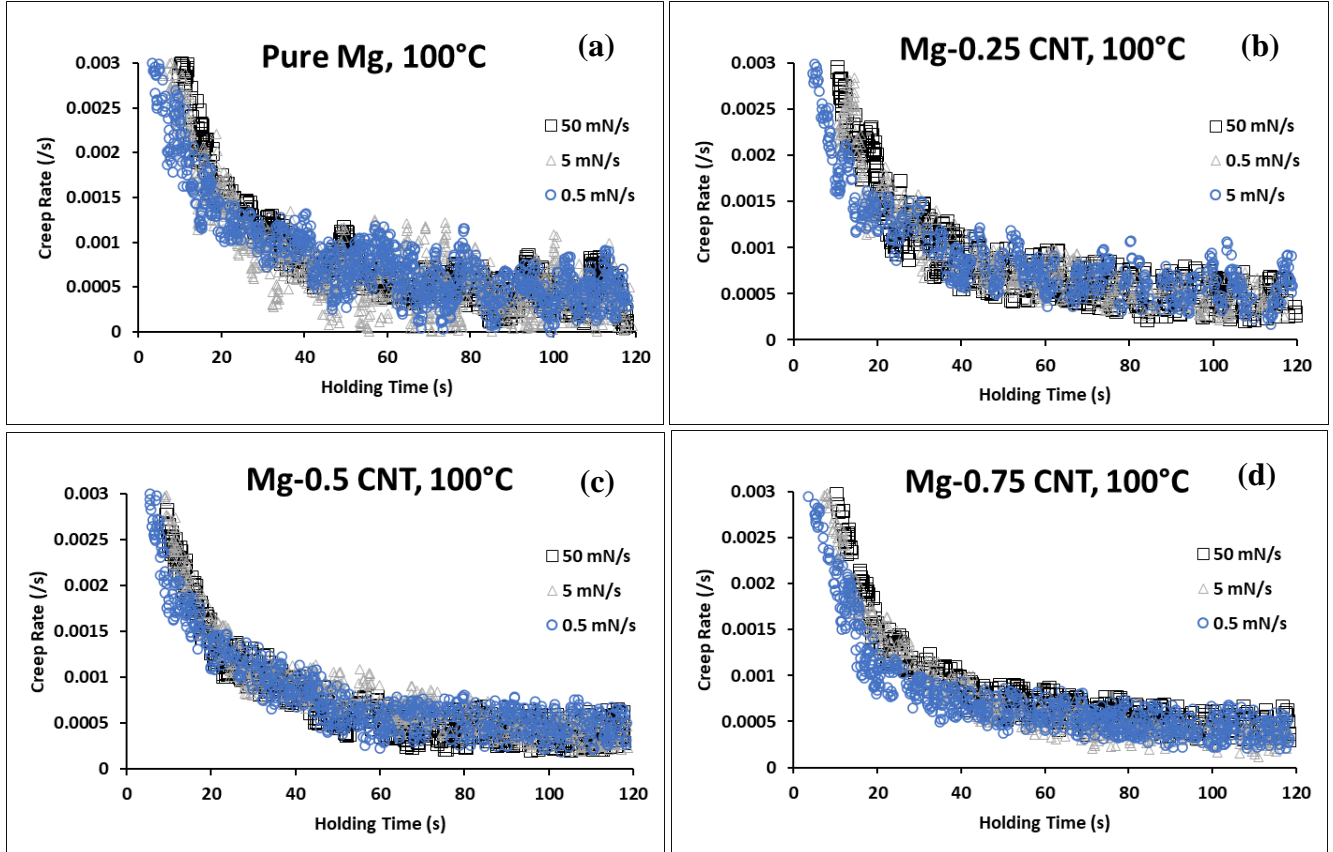 Pure Mg, 100°C
(a)
0.003
0.0025
0.002
0.0015
0.001
0.0005
0
Creep Rate (/s)
50 mN/s
5 mN/s
0.5 mN/s
0 20 40 60 80 100 120
Holding Time (s)
Mg-0.25 CNT, 100°C
(b)
0.003
0.0025
0.002
0.0015
0.001
0.0005
0
Creep Rate (/s)
50 mN/s
0.5 mN/s
5 mN/s
0 20 40 60 80 100 120
Holding Time (s)
Mg-0.5 CNT, 100°C
(c)
0.003
0.0025
0.002
0.0015
0.001
0.0005
0
Creep Rate (/s)
50 mN/s
5 mN/s
0.5 mN/s
0 20 40 60 80 100 120
Holding Time (s)
Mg-0.75 CNT, 100°C
(d)
0.003
0.0025
0.002
0.0015
0.001
0.0005
0
Creep Rate (/s)
50 mN/s
5 mN/s
0.5 mN/s
0 20 40 60 80 100 120
Holding Time (s)